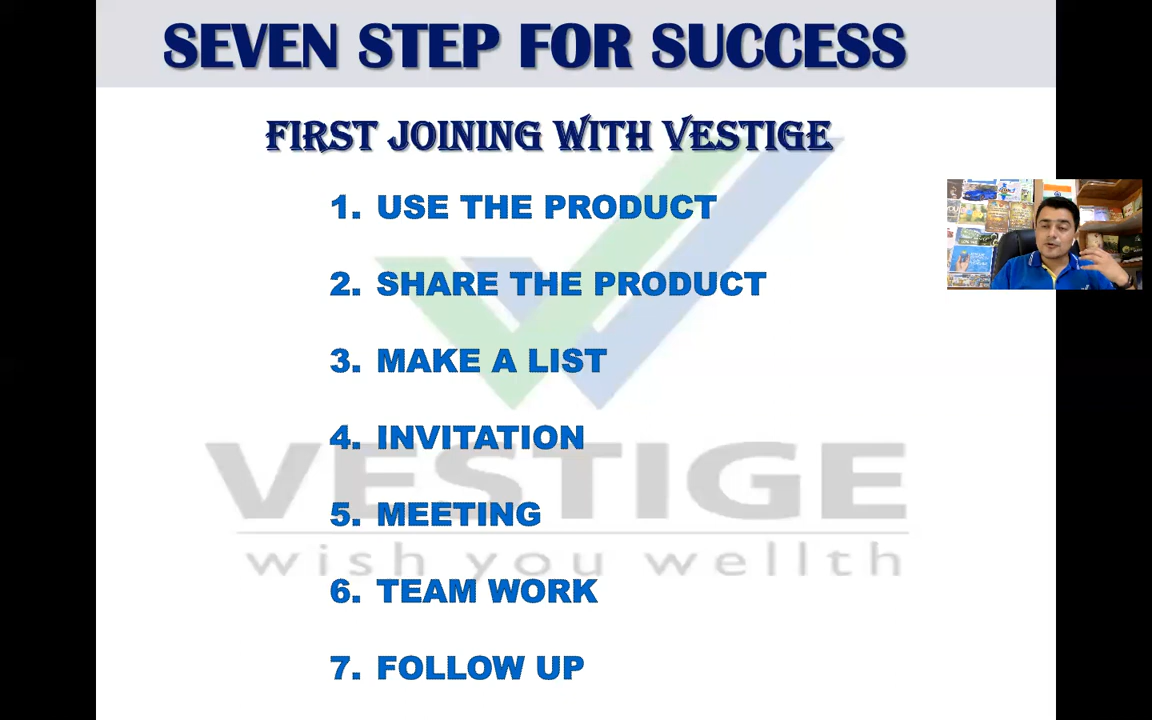 SEVEN STEP FOR SUCCESS
FIRST JOINING WITH VESTIGE
1. USE THE PRODUCT
2. SHARE THE PRODUCT
3. MAKE A LIST
4. INVITATION
5. MEETING
6. TEAM WORK
7. FOLLOW UP
VESTIGE
wish you wellth